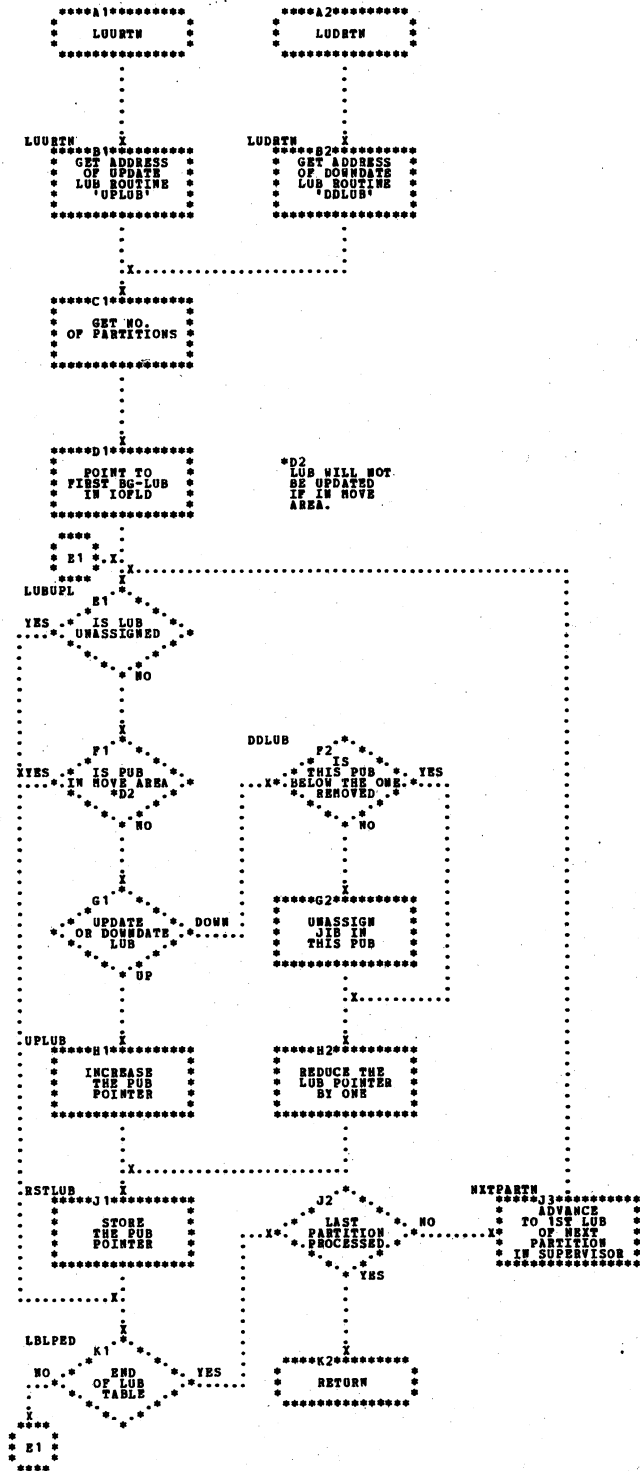 A1
LUURTN
A2
LUDRTN
LUURTN
B1
GET ADDRESS
OF UPDATE
LUB ROUTINE
'UPLUB'
LUDRTN
B2
GET ADDRESS
OF DOWNDATE
LUB ROUTINE
'DDLUB'
C1
GET NO.
OF PARTITIONS
D1
POINT TO
FIRST BG-LUB
IN IOFLD
*D2
LUB WILL NOT
BE UPDATED
IF IN MOVE
AREA.
E1
LUBUPL
E1
IS LUB
UNASSIGNED
YES
NO
F1
IS PUB
IN MOVE AREA
*D2
YES
NO
DDLUB
F2
IS
THIS PUB
BELOW THE ONE
REMOVED
YES
NO
G1
UPDATE
OR DOWNDATE
LUB
DOWN
UP
G2
UNASSIGN
JIB IN
THIS PUB
UPLUB
H1
INCREASE
THE PUB
POINTER
H2
REDUCE THE
LUB POINTER
BY ONE
RSTLUB
J1
STORE
THE PUB
POINTER
J2
LAST
PARTITION
PROCESSED
NO
YES
NXTPARTN
J3
ADVANCE
TO 1ST LUB
OF NEXT
PARTITION
IN SUPERVISOR
LBLPED
K1
END
OF LUB
TABLE
NO
YES
K2
RETURN
E1